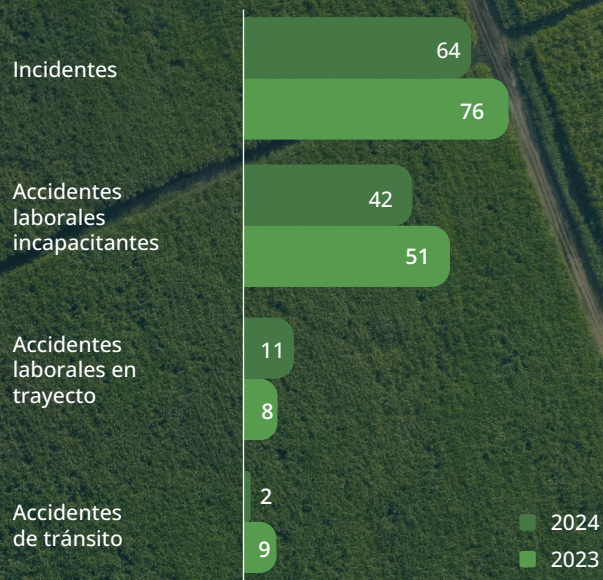 Incidentes
64
76
Accidentes
laborales
incapacitantes
42
51
Accidentes
laborales en
trayecto
11
8
Accidentes
de tránsito
2
9
2024
2023